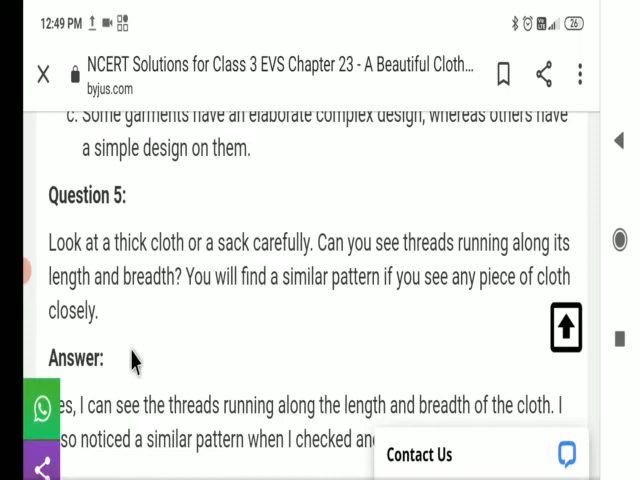 12:49 PM
26
NCERT Solutions for Class 3 EVS Chapter 23 - A Beautiful Cloth...
byjus.com
c. Some garments have an elaborate complex design, whereas others have
a simple design on them.
Question 5:
Look at a thick cloth or a sack carefully. Can you see threads running along its
length and breadth? You will find a similar pattern if you see any piece of cloth
closely.
Answer:
es, I can see the threads running along the length and breadth of the cloth. I
so noticed a similar pattern when I checked an
Contact Us